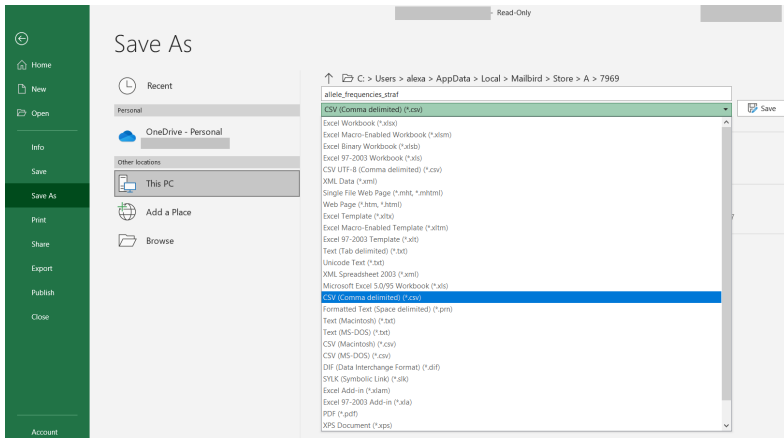 - Read-Only
Save As
Home
New
Open
Info
Save
Save As
Print
Share
Export
Publish
Close
Account
Recent
Personal
OneDrive - Personal
Other locations
This PC
Add a Place
Browse
C: > Users > alexa > AppData > Local > Mailbird > Store > A > 7969
allele_frequencies_straf
CSV (Comma delimited) (*.csv)
Save
Excel Workbook (*.xlsx)
Excel Macro-Enabled Workbook (*.xlsm)
Excel Binary Workbook (*.xlsb)
Excel 97-2003 Workbook (*.xls)
CSV UTF-8 (Comma delimited) (*.csv)
XML Data (*.xml)
Single File Web Page (*.mht, *.mhtml)
Web Page (*.htm, *.html)
Excel Template (*.xltx)
Excel Macro-Enabled Template (*.xltm)
Excel 97-2003 Template (*.xlt)
Text (Tab delimited) (*.txt)
Unicode Text (*.txt)
XML Spreadsheet 2003 (*.xml)
Microsoft Excel 5.0/95 Workbook (*.xls)
CSV (Comma delimited) (*.csv)
Formatted Text (Space delimited) (*.prn)
Text (Macintosh) (*.txt)
Text (MS-DOS) (*.txt)
CSV (Macintosh) (*.csv)
CSV (MS-DOS) (*.csv)
DIF (Data Interchange Format) (*.dif)
SYLK (Symbolic Link) (*.slk)
Excel Add-in (*.xlam)
Excel 97-2003 Add-in (*.xla)
PDF (*.pdf)
XPS Document (*.xps)